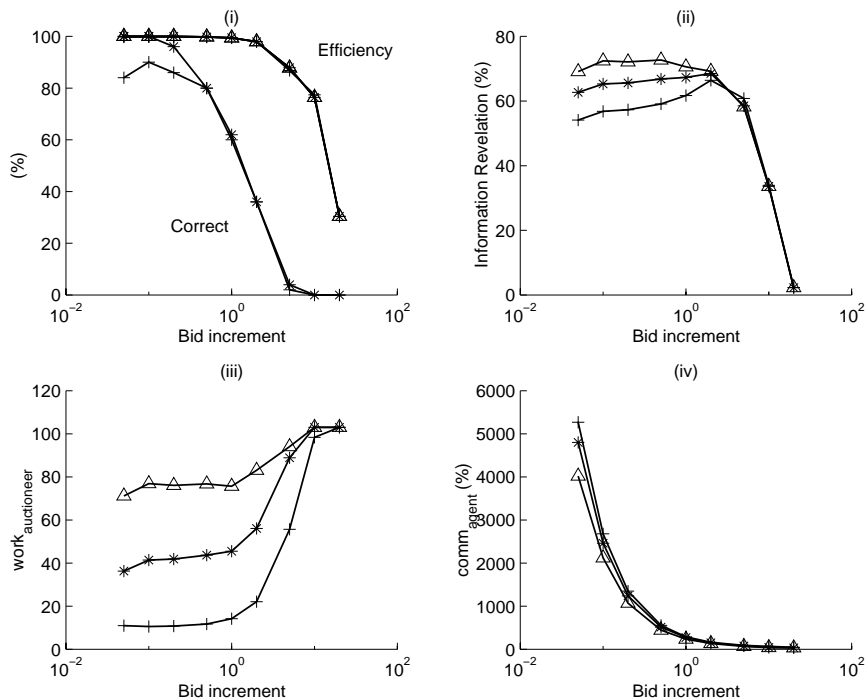 (i)
100
80
60
40
20
0
(%)
Efficiency
Correct
10^-2
10^0
10^2
Bid increment
(ii)
80
60
40
20
0
Information Revelation (%)
10^-2
10^0
10^2
Bid increment
(iii)
120
100
80
60
40
20
0
work_auctioneer
10^-2
10^0
10^2
Bid increment
(iv)
6000
5000
4000
3000
2000
1000
0
comm_agent (%)
10^-2
10^0
10^2
Bid increment